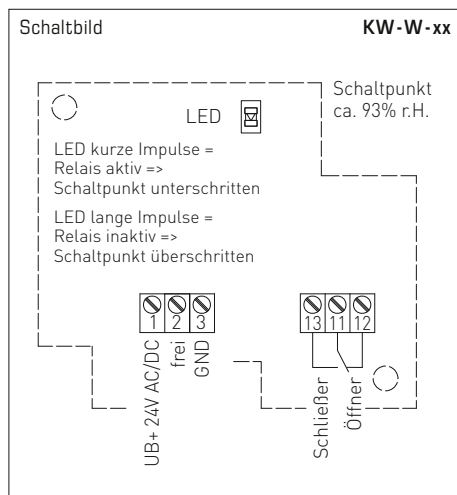 Schaltbild KW-W-xx
Schaltpunkt
ca. 93% r.H.
LED
LED kurze Impulse =
Relais aktiv =>
Schaltpunkt unterschritten
LED lange Impulse =
Relais inaktiv =>
Schaltpunkt überschritten
1 2 3
13 11 12
UB+ 24V AC/DC
frei
GND
Schließer
Öffner